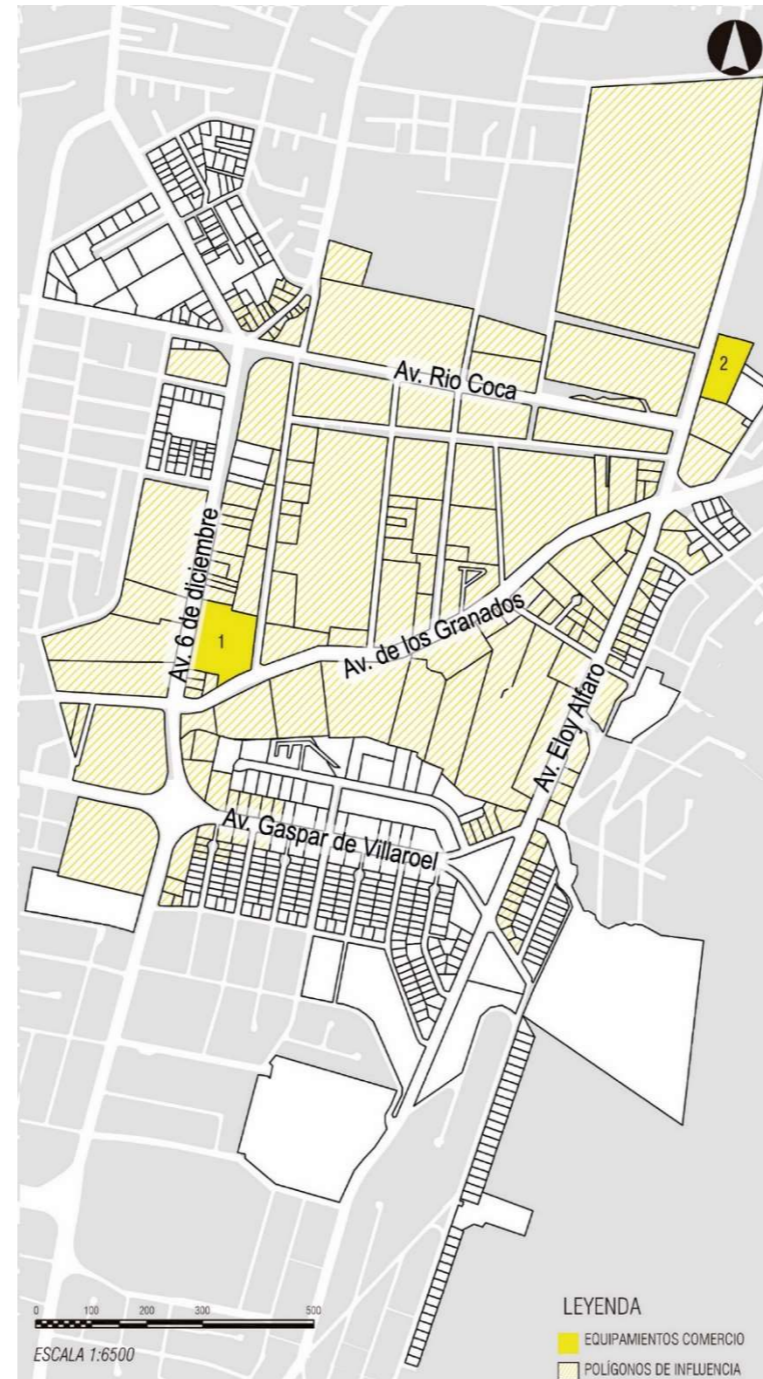 2
Av. Rio Coca
Av. 6 de diciembre
1
Av. de los Granados
Av. Eloy Alfaro
Av. Gaspar de Villaroel
0 100 200 300 500
ESCALA 1:6500
LEYENDA
EQUIPAMIENTOS COMERCIO
POLÍGONOS DE INFLUENCIA